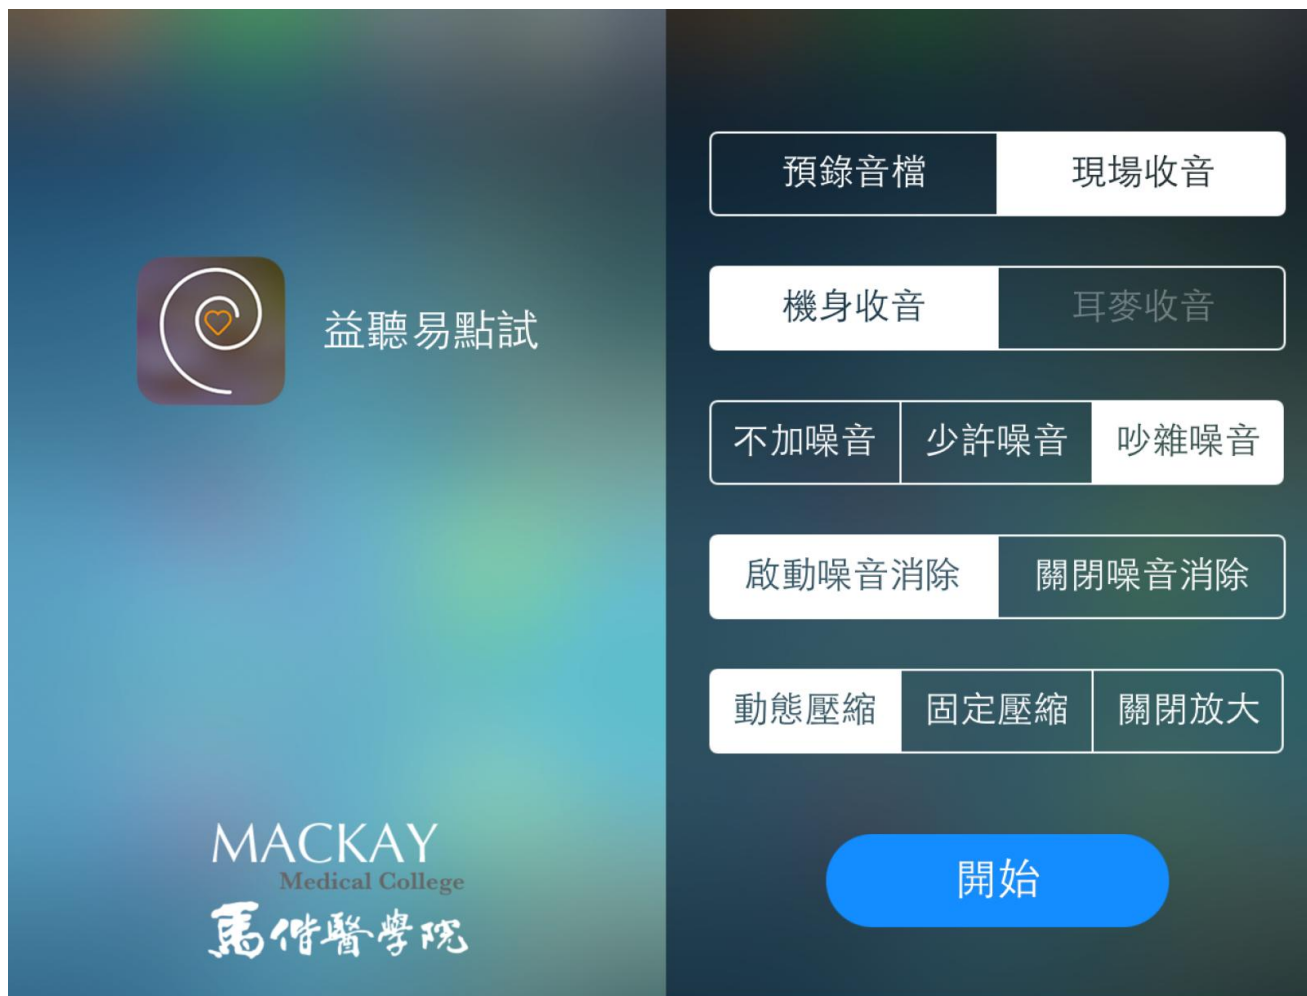 益聽易點試
MACKAY
Medical College
馬偕醫學院
預錄音檔 現場收音
機身收音 耳麥收音
不加噪音 少許噪音 吵雜噪音
啟動噪音消除 關閉噪音消除
動態壓縮 固定壓縮 關閉放大
開始